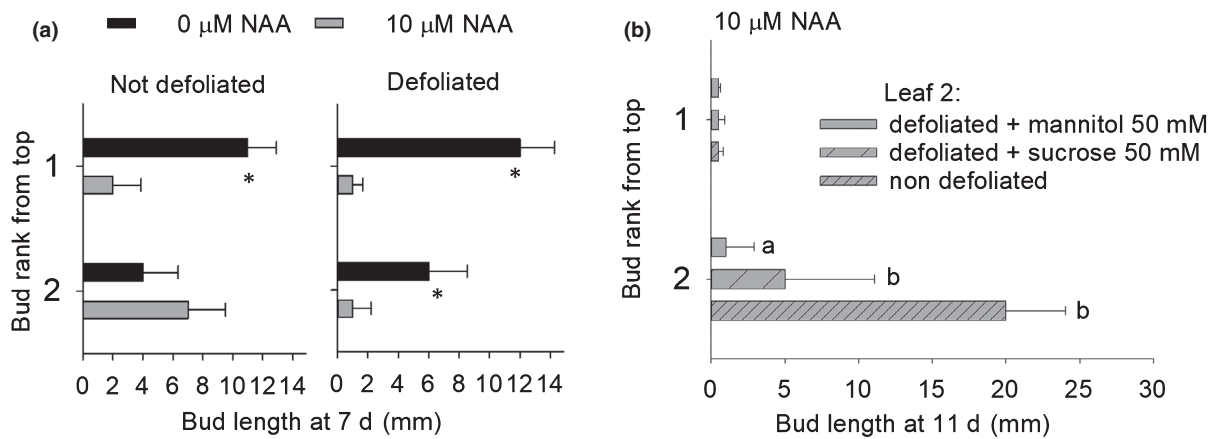 (a) 0 μM NAA 10 μM NAA
Not defoliated
Defoliated
Bud rank from top
1
2
*
*
*
0 2 4 6 8 10 12 14
0 2 4 6 8 10 12 14
Bud length at 7 d (mm)
(b) 10 μM NAA
Leaf 2:
defoliated + mannitol 50 mM
defoliated + sucrose 50 mM
non defoliated
Bud rank from top
1
2
a
b
b
0 5 10 15 20 25 30
Bud length at 11 d (mm)